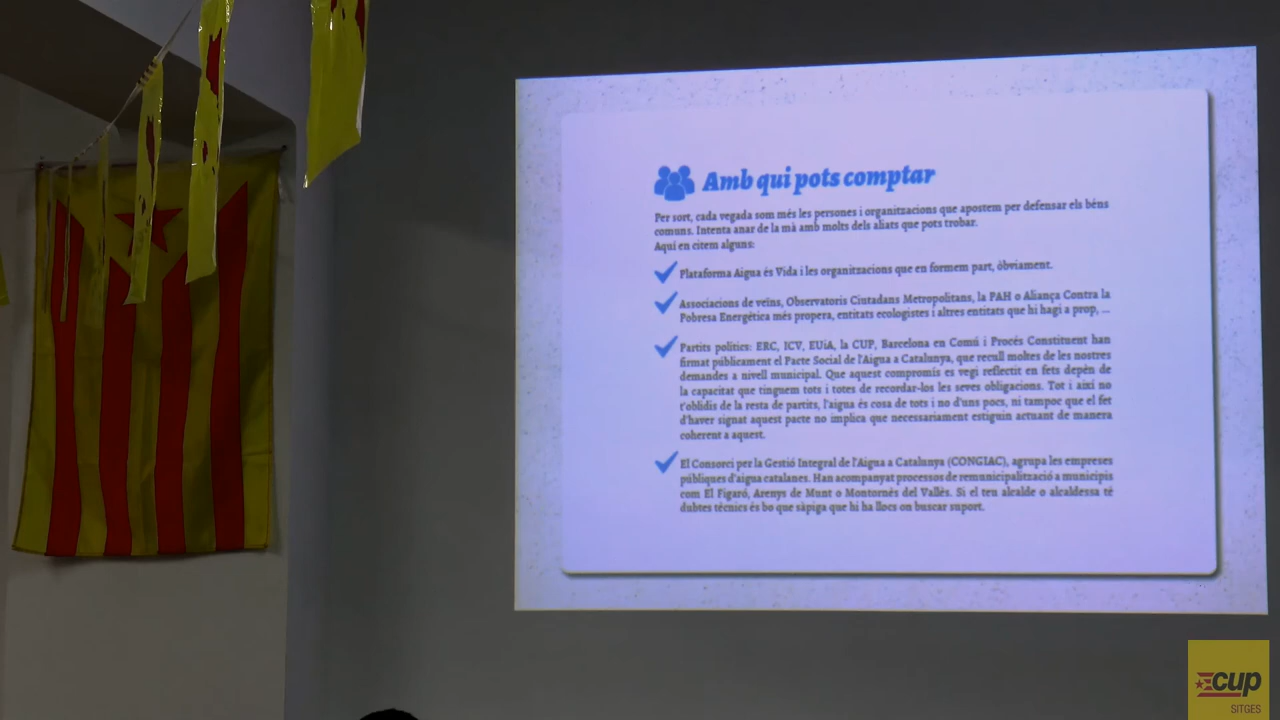 Amb qui pots comptar
Per sort, cada vegada som més les persones i organitzacions que apostem per defensar els béns
comuns. Intenta anar de la mà amb molts dels aliats que pots trobar.
Aquí en citem alguns:
Plataforma Aigua és Vida i les organitzacions que en formem part, òbviament.
Associacions de veïns, Observatoris Ciutadans Metropolitans, la PAH o Aliança Contra la
Pobresa Energètica més propera, entitats ecologistes i altres entitats que hi hagi a prop, ...
Partits polítics: ERC, ICV, EUiA, la CUP, Barcelona en Comú i Procés Constituent han
firmat públicament el Pacte Social de l'Aigua a Catalunya, que recull moltes de les nostres
demandes a nivell municipal. Que aquest compromís es vegi reflectit en fets depèn de
la capacitat que tinguem tots i totes de recordar-los les seves obligacions. Tot i així no
t'oblidis de la resta de partits, l'aigua és cosa de tots i no d'uns pocs, ni tampoc que el fet
d'haver signat aquest pacte no implica que necessariament estiguin actuant de manera
coherent a aquest.
El Consorci per la Gestió Integral de l'Aigua a Catalunya (CONGIAC), agrupa les empreses
públiques d'aigua catalanes. Han acompanyat processos de remunicipalització a municipis
com El Figaró, Arenys de Munt o Montornès del Vallès. Si el teu alcalde o alcaldessa té
dubtes tècnics és bo que sàpiga que hi ha llocs on buscar suport.
cup
SITGES